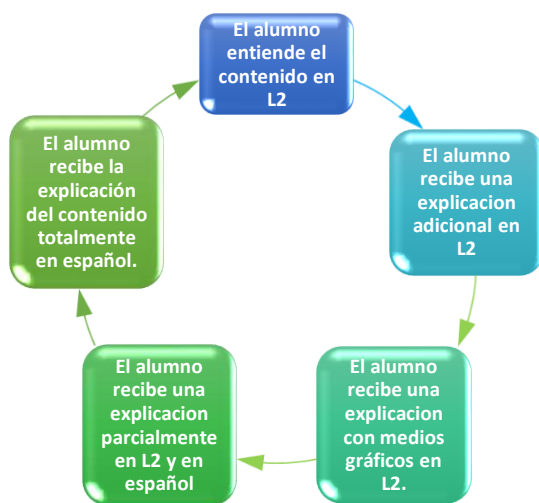 El alumno
entiende el
contenido en
L2
El alumno
recibe una
explicacion
adicional en
L2
El alumno
recibe una
explicacion
con medios
gráficos en
L2.
El alumno
recibe una
explicacion
parcialmente
en L2 y en
español
El alumno
recibe la
explicación
del contenido
totalmente
en español.